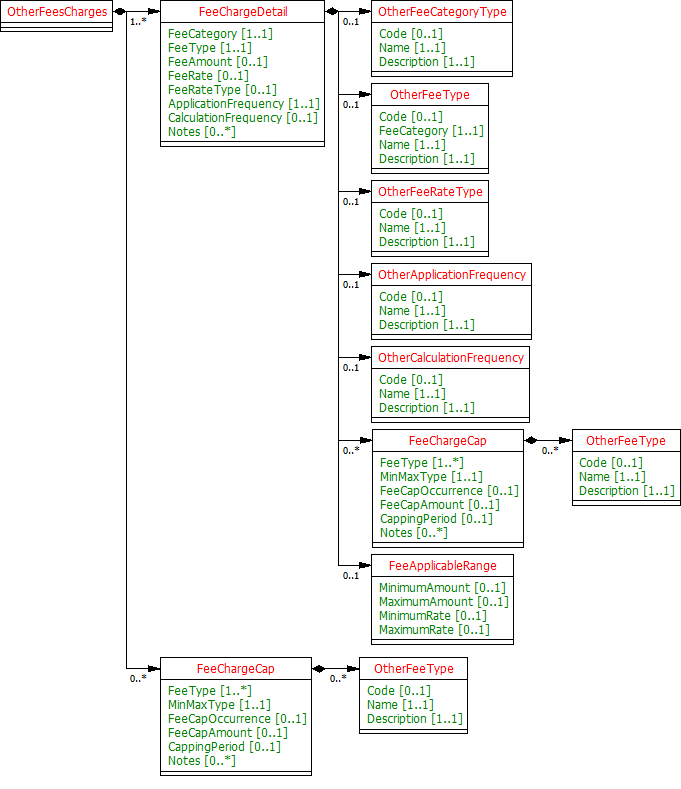 OtherFeesCharges
1..*
FeeChargeDetail
FeeCategory [1..1]
FeeType [1..1]
FeeAmount [0..1]
FeeRate [0..1]
FeeRateType [0..1]
ApplicationFrequency [1..1]
CalculationFrequency [0..1]
Notes [0..*]
0..1
OtherFeeCategoryType
Code [0..1]
Name [1..1]
Description [1..1]
0..1
OtherFeeType
Code [0..1]
FeeCategory [1..1]
Name [1..1]
Description [1..1]
0..1
OtherFeeRateType
Code [0..1]
Name [1..1]
Description [1..1]
0..1
OtherApplicationFrequency
Code [0..1]
Name [1..1]
Description [1..1]
0..1
OtherCalculationFrequency
Code [0..1]
Name [1..1]
Description [1..1]
0..*
FeeChargeCap
FeeType [1..*]
MinMaxType [1..1]
FeeCapOccurrence [0..1]
FeeCapAmount [0..1]
CappingPeriod [0..1]
Notes [0..*]
0..*
OtherFeeType
Code [0..1]
Name [1..1]
Description [1..1]
0..1
FeeApplicableRange
MinimumAmount [0..1]
MaximumAmount [0..1]
MinimumRate [0..1]
MaximumRate [0..1]
0..*
FeeChargeCap
FeeType [1..*]
MinMaxType [1..1]
FeeCapOccurrence [0..1]
FeeCapAmount [0..1]
CappingPeriod [0..1]
Notes [0..*]
0..*
OtherFeeType
Code [0..1]
Name [1..1]
Description [1..1]